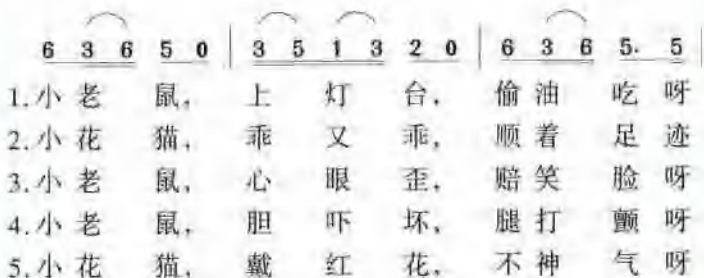 6 3 6 5 0 | 3 5 1 3 2 0 | 6 3 6 5. 5 |
1.小 老 鼠, 上 灯 台, 偷 油 吃 呀
2.小 花 猫, 乖 又 乖, 顺 着 足 迹
3.小 老 鼠, 心 眼 歪, 赔 笑 脸 呀
4.小 老 鼠, 胆 吓 坏, 腿 打 颤 呀
5.小 花 猫, 戴 红 花, 不 神 气 呀